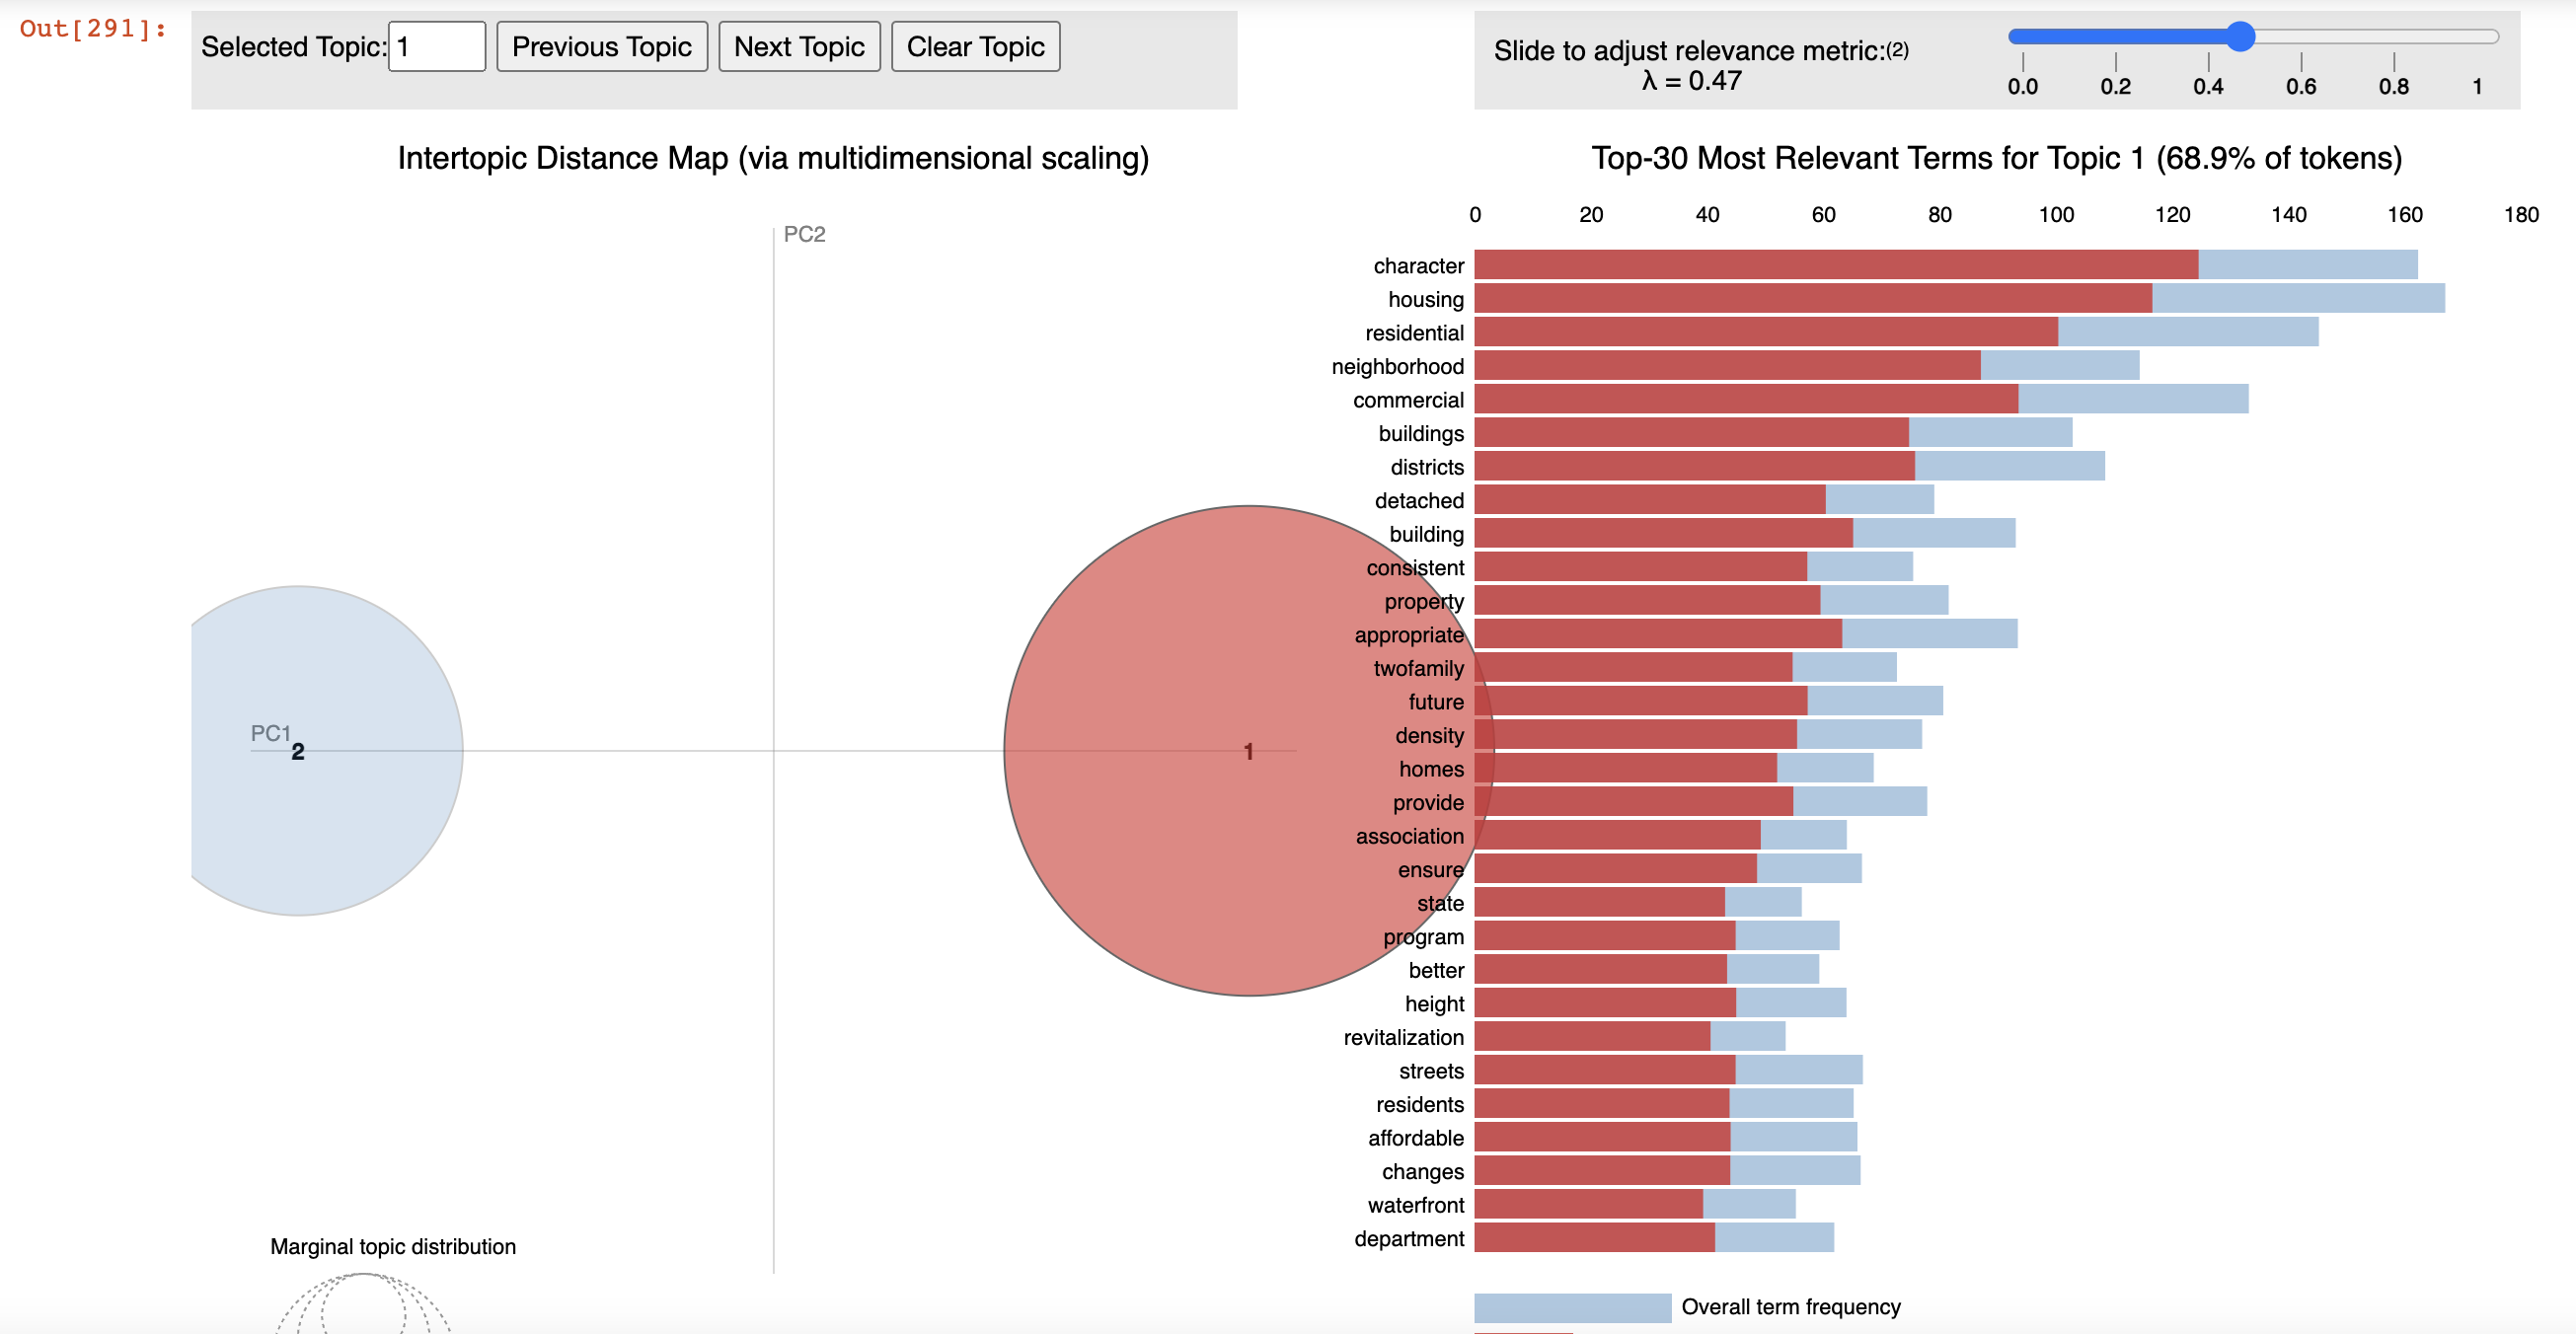 Out[291]:
Selected Topic: 1 Previous Topic Next Topic Clear Topic
Slide to adjust relevance metric:(2)
λ = 0.47
0.0 0.2 0.4 0.6 0.8 1
Intertopic Distance Map (via multidimensional scaling)
PC2
PC1
2
1
Marginal topic distribution
Top-30 Most Relevant Terms for Topic 1 (68.9% of tokens)
0 20 40 60 80 100 120 140 160 180
character
housing
residential
neighborhood
commercial
buildings
districts
detached
building
consistent
property
appropriate
twofamily
future
density
homes
provide
association
ensure
state
program
better
height
revitalization
streets
residents
affordable
changes
waterfront
department
Overall term frequency